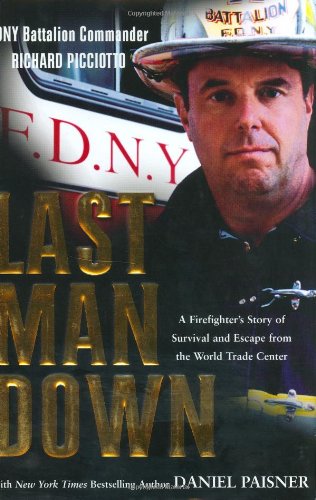 DNY Battalion Commander
RICHARD PICCIOTTO
BATTALION
F.D.N.Y.
F.D.N.Y
LAST
MAN
DOWN
A Firefighter's Story of
Survival and Escape from
the World Trade Center
with New York Times Bestselling Author DANIEL PAISNER